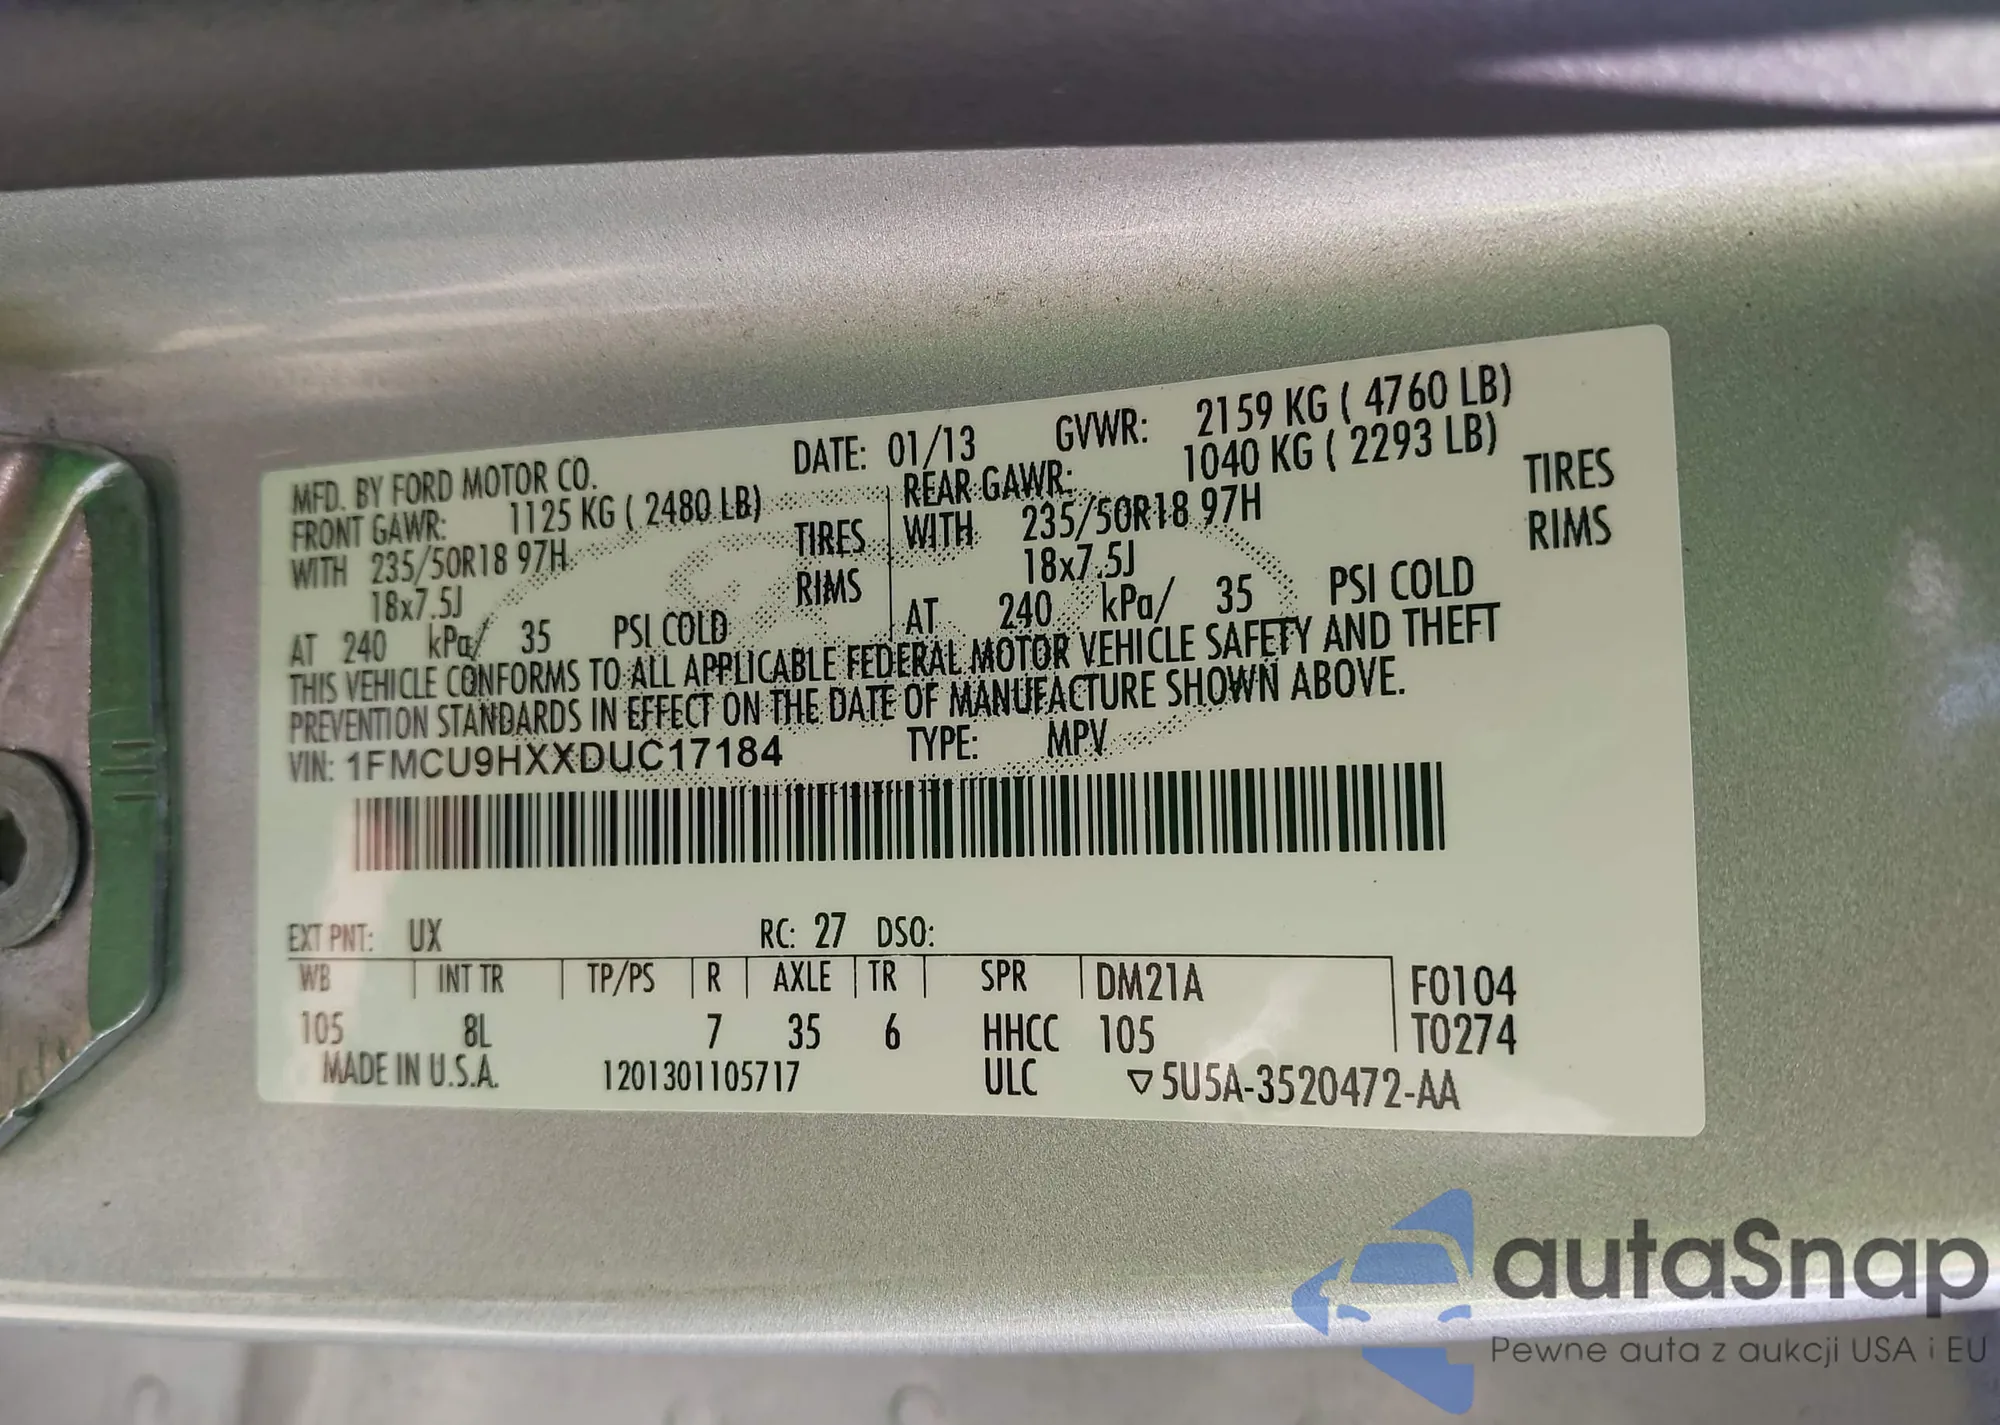 MFD. BY FORD MOTOR CO. DATE: 01/13 GVWR: 2159 KG ( 4760 LB)
FRONT GAWR: 1125 KG ( 2480 LB) REAR GAWR: 1040 KG ( 2293 LB)
WITH 235/50R18 97H TIRES WITH 235/50R18 97H TIRES
18x7.5J RIMS 18x7.5J RIMS
AT 240 kPa/ 35 PSI COLD AT 240 kPa/ 35 PSI COLD
THIS VEHICLE CONFORMS TO ALL APPLICABLE FEDERAL MOTOR VEHICLE SAFETY AND THEFT
PREVENTION STANDARDS IN EFFECT ON THE DATE OF MANUFACTURE SHOWN ABOVE.
VIN: 1FMCU9HXXDUC17184 TYPE: MPV
EXT PNT: UX RC: 27 DSO:
WB INT TR TP/PS R AXLE TR SPR DM21A F0104
105 8L 7 35 6 HHCC 105 T0274
MADE IN U.S.A. 1201301105717 ULC ▽5U5A-3520472-AA
autaSnap
Pewne auta z aukcji USA i EU